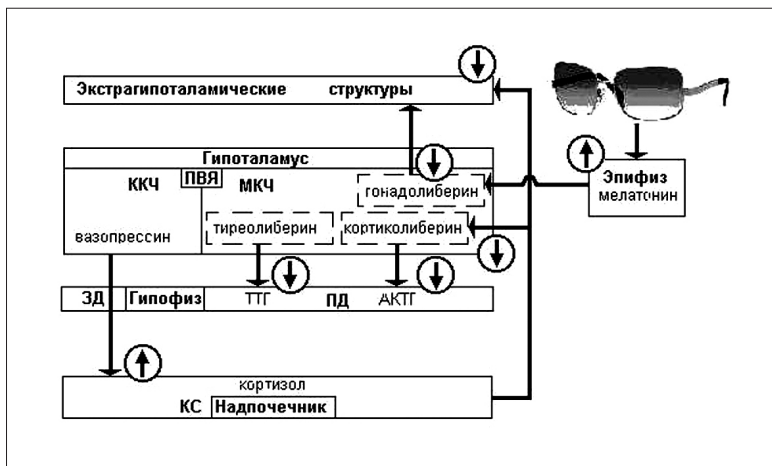 Экстрагипоталамические структуры
Гипоталамус
ККЧ ПВЯ МКЧ
гонадолиберин
Эпифиз
мелатонин
вазопрессин тиреолиберин кортиколиберин
ЗД Гипофиз ТТГ ПД АКТГ
кортизол
КС Надпочечник